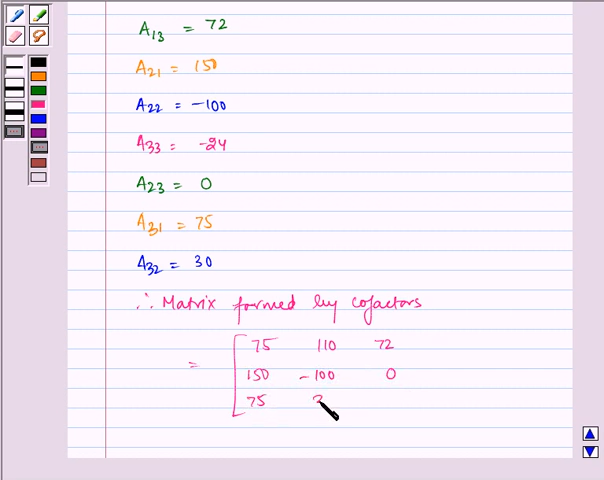 A13 = 72
A21 = 150
A22 = -100
A33 = -24
A23 = 0
A31 = 75
A32 = 30
∴ Matrix formed by cofactors
= [ 75 110 72
150 -100 0
75